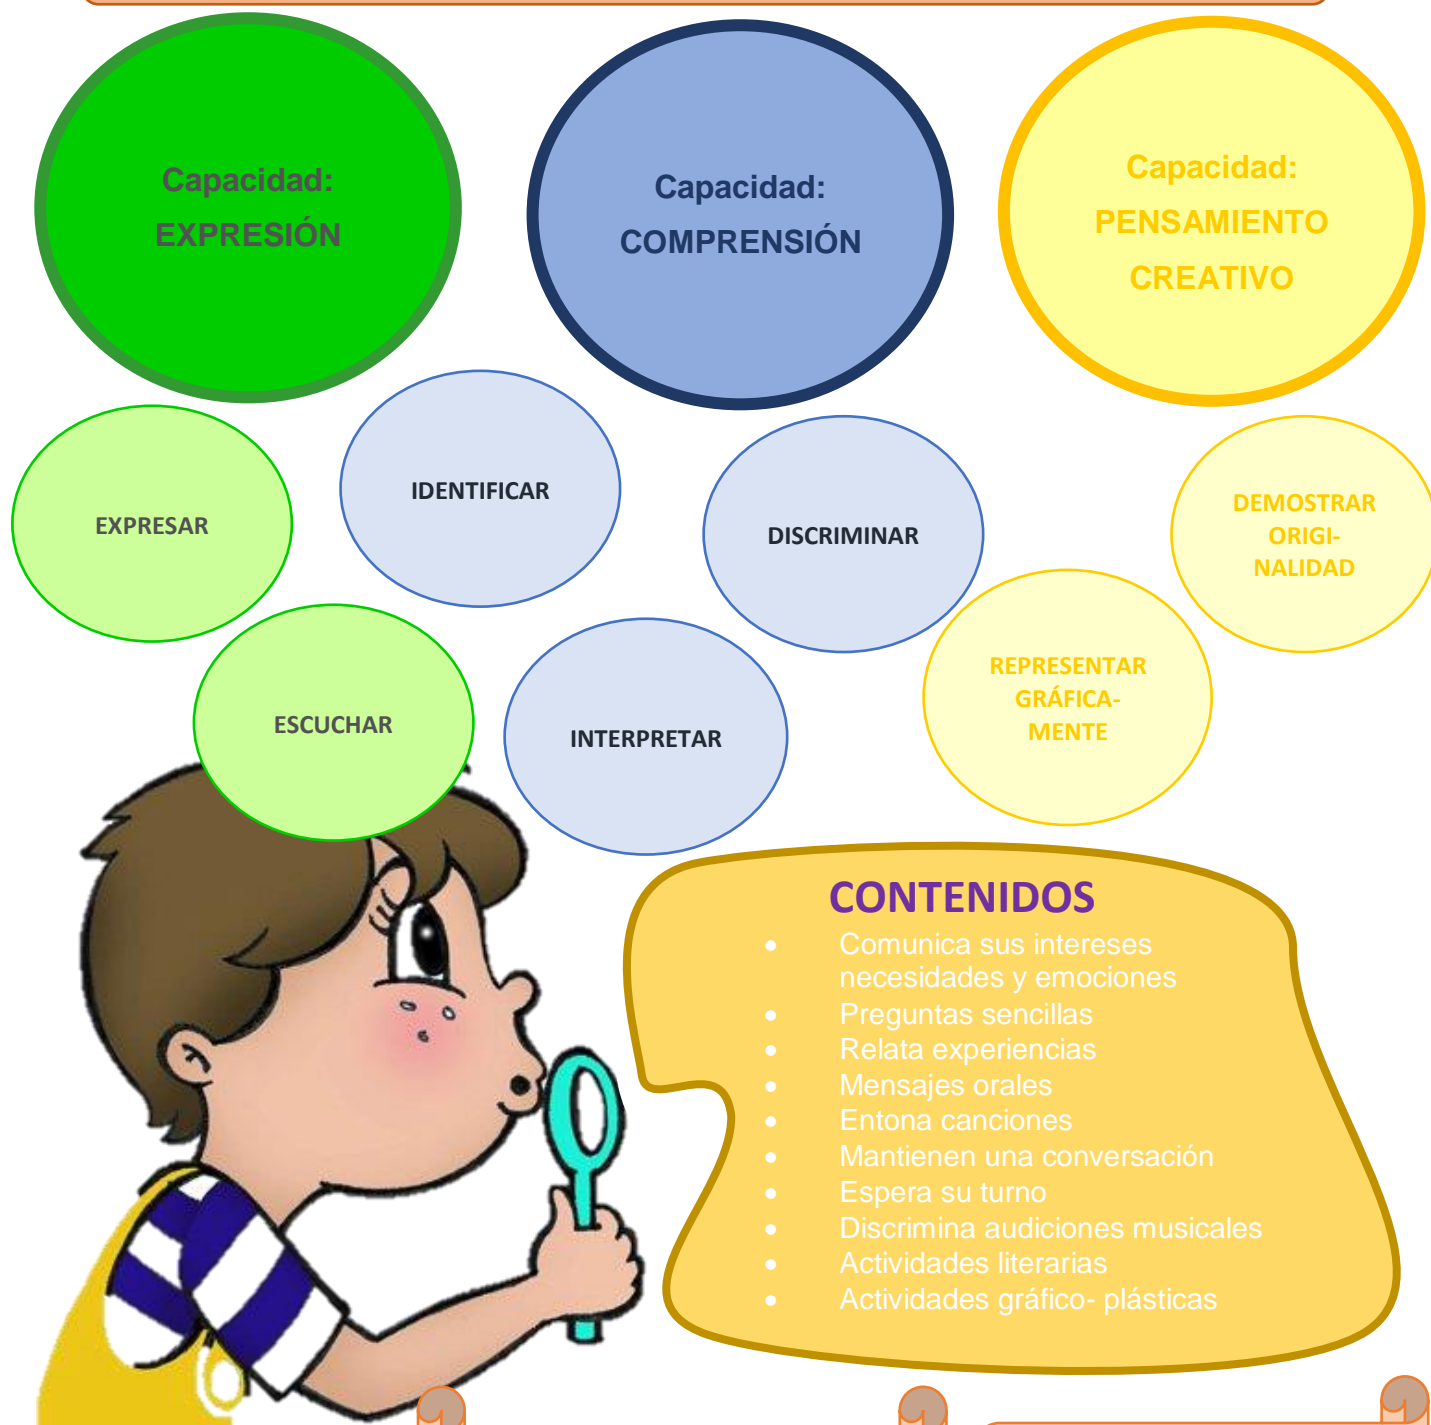 Capacidad:
EXPRESIÓN
Capacidad:
COMPRENSIÓN
Capacidad:
PENSAMIENTO
CREATIVO
EXPRESAR
IDENTIFICAR
DISCRIMINAR
DEMOSTRAR
ORIGI-
NALIDAD
ESCUCHAR
INTERPRETAR
REPRESENTAR
GRÁFICA-
MENTE
CONTENIDOS
• Comunica sus intereses
necesidades y emociones
• Preguntas sencillas
• Relata experiencias
• Mensajes orales
• Entona canciones
• Mantienen una conversación
• Espera su turno
• Discrimina audiciones musicales
• Actividades literarias
• Actividades gráfico- plásticas